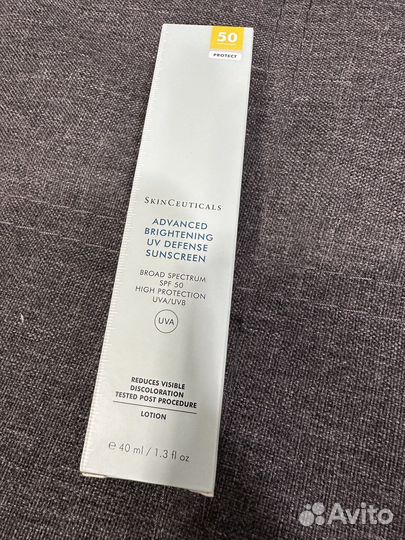 50
PROTECT
SKINCEUTICALS
ADVANCED
BRIGHTENING
UV DEFENSE
SUNSCREEN
BROAD SPECTRUM
SPF 50
HIGH PROTECTION
UVA/UVB
UVA
REDUCES VISIBLE
DISCOLORATION
TESTED POST PROCEDURE
LOTION
℮ 40 ml / 1.3 fl oz
Avito